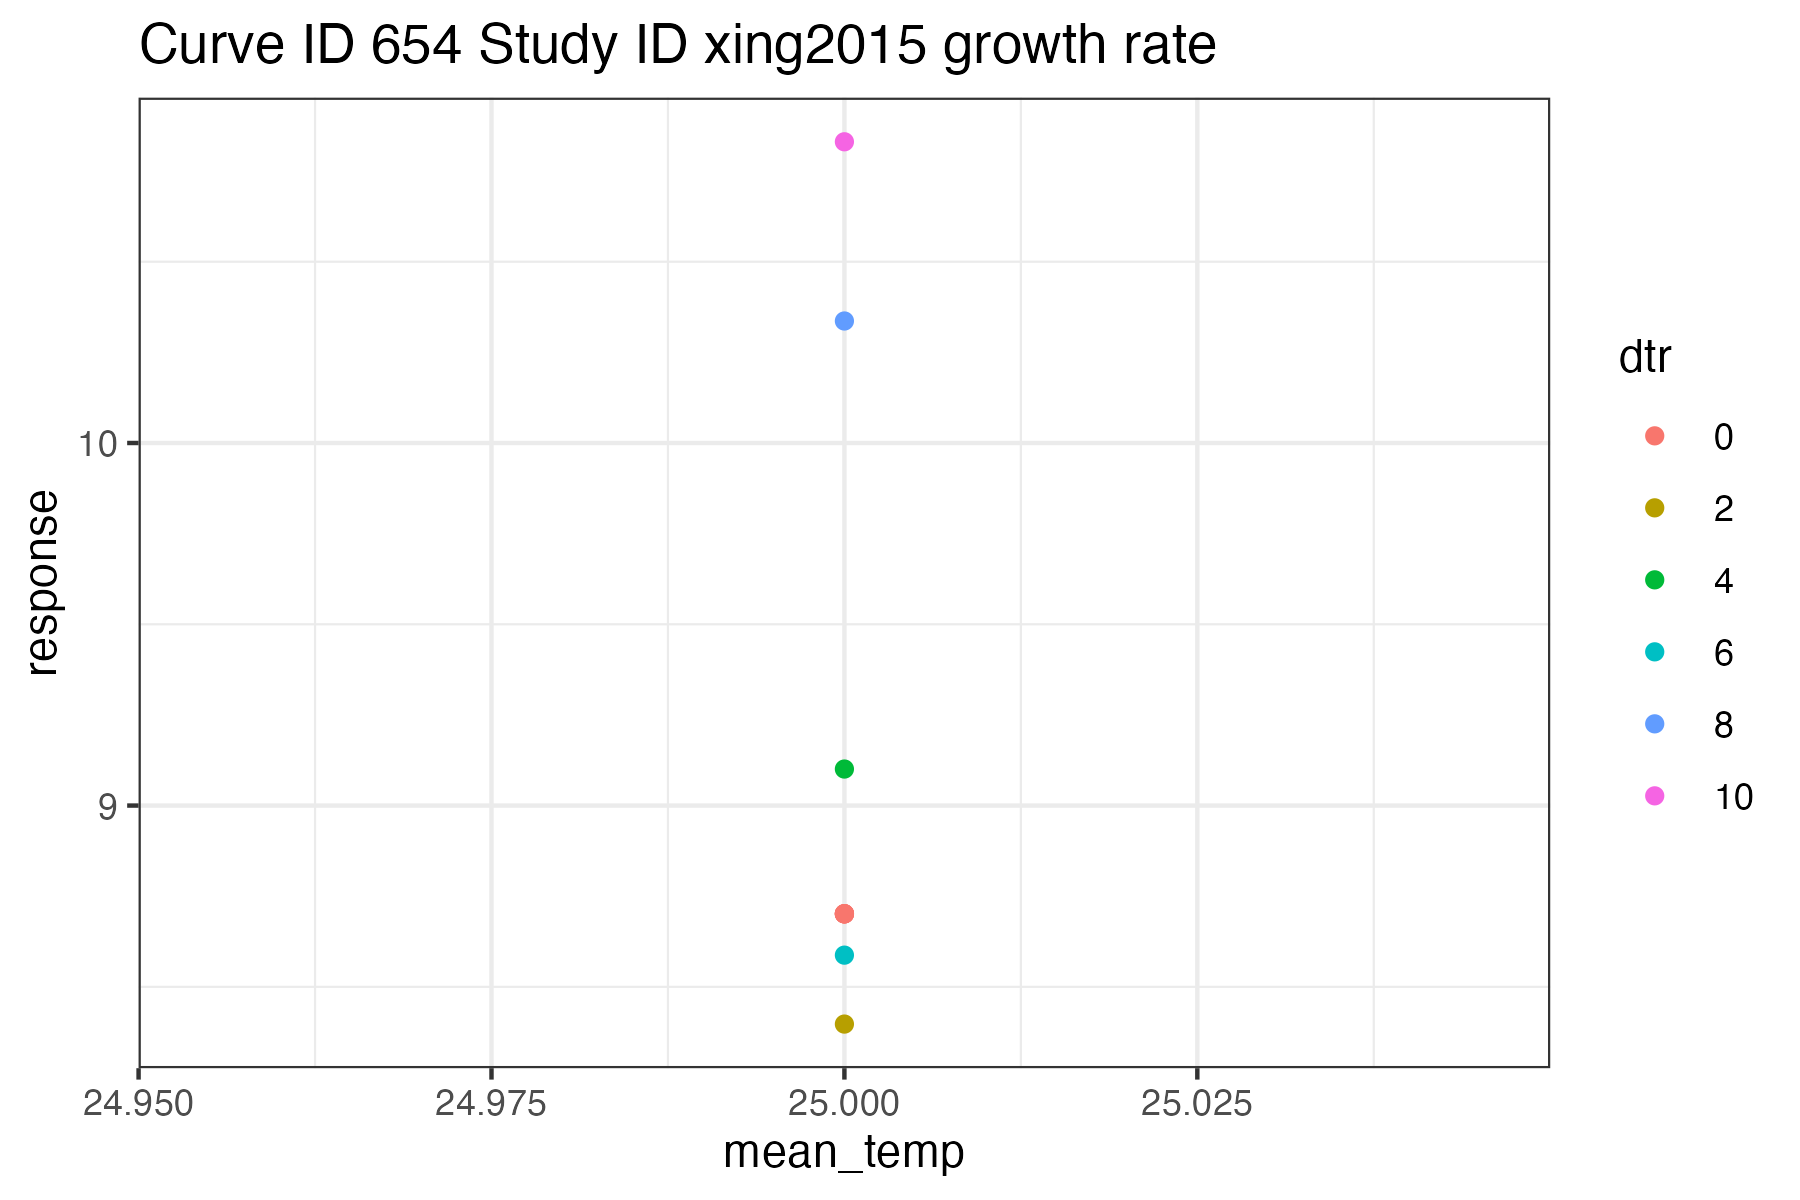 Curve ID 654 Study ID xing2015 growth rate
10
9
response
24.950 24.975 25.000 25.025
mean_temp
dtr
0
2
4
6
8
10